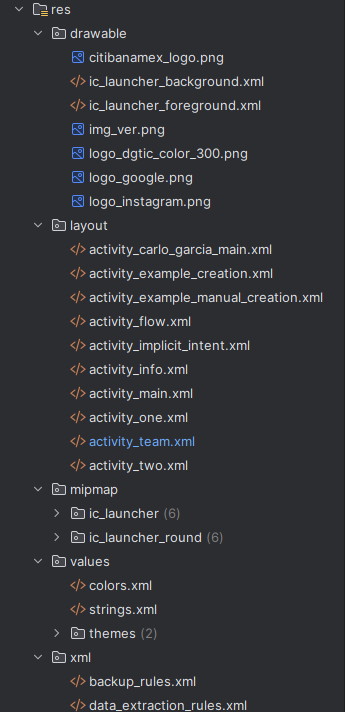 res
drawable
citibanamex_logo.png
ic_launcher_background.xml
ic_launcher_foreground.xml
img_ver.png
logo_dgtic_color_300.png
logo_google.png
logo_instagram.png
layout
activity_carlo_garcia_main.xml
activity_example_creation.xml
activity_example_manual_creation.xml
activity_flow.xml
activity_implicit_intent.xml
activity_info.xml
activity_main.xml
activity_one.xml
activity_team.xml
activity_two.xml
mipmap
ic_launcher (6)
ic_launcher_round (6)
values
colors.xml
strings.xml
themes (2)
xml
backup_rules.xml
data_extraction_rules.xml